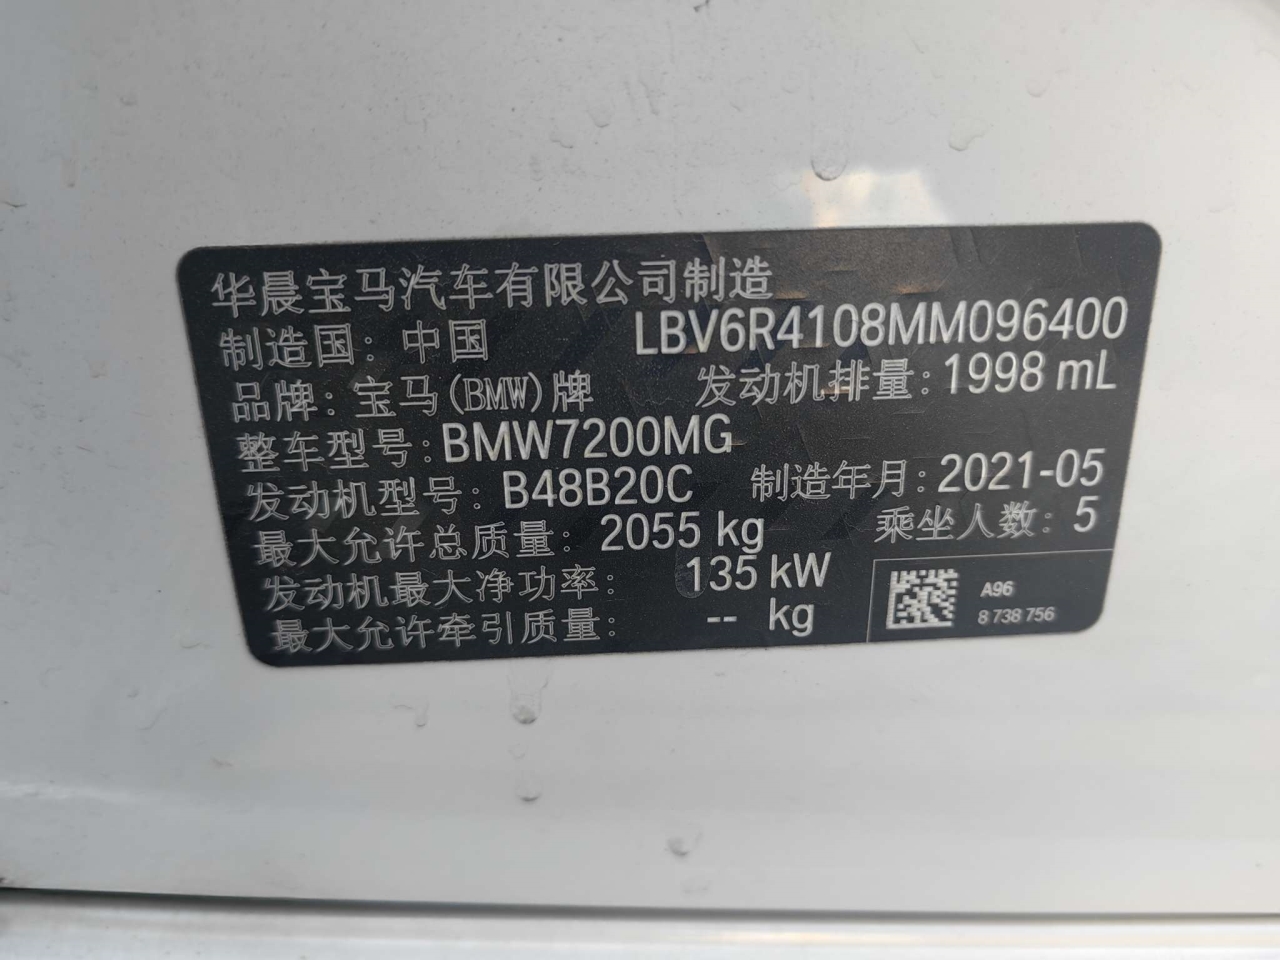 华晨宝马汽车有限公司制造
制造国：中国 LBV6R4108MM096400
品牌：宝马(BMW)牌 发动机排量：1998 mL
整车型号：BMW7200MG
发动机型号：B48B20C 制造年月：2021-05
最大允许总质量：2055 kg 乘坐人数：5
发动机最大净功率：135 kW
最大允许牵引质量：-- kg
A96
8 738 756